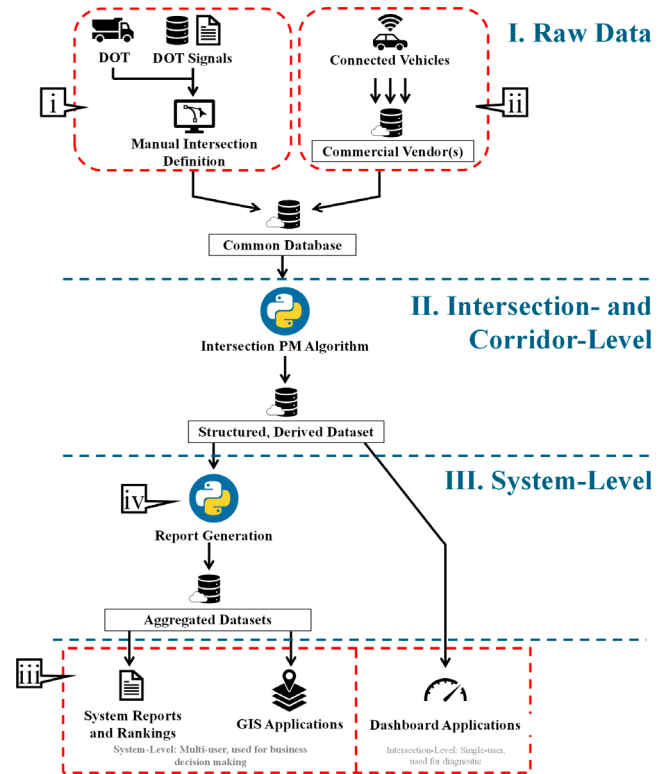 I. Raw Data
DOT
DOT Signals
Connected Vehicles
i
ii
Manual Intersection
Definition
Commercial Vendor(s)
Common Database
II. Intersection- and
Corridor-Level
Intersection PM Algorithm
Structured, Derived Dataset
III. System-Level
iv
Report Generation
Aggregated Datasets
iii
System Reports
and Rankings
GIS Applications
Dashboard Applications
System-Level: Multi-user, used for business
decision making
Intersection-Level: Single-user,
used for diagnostic